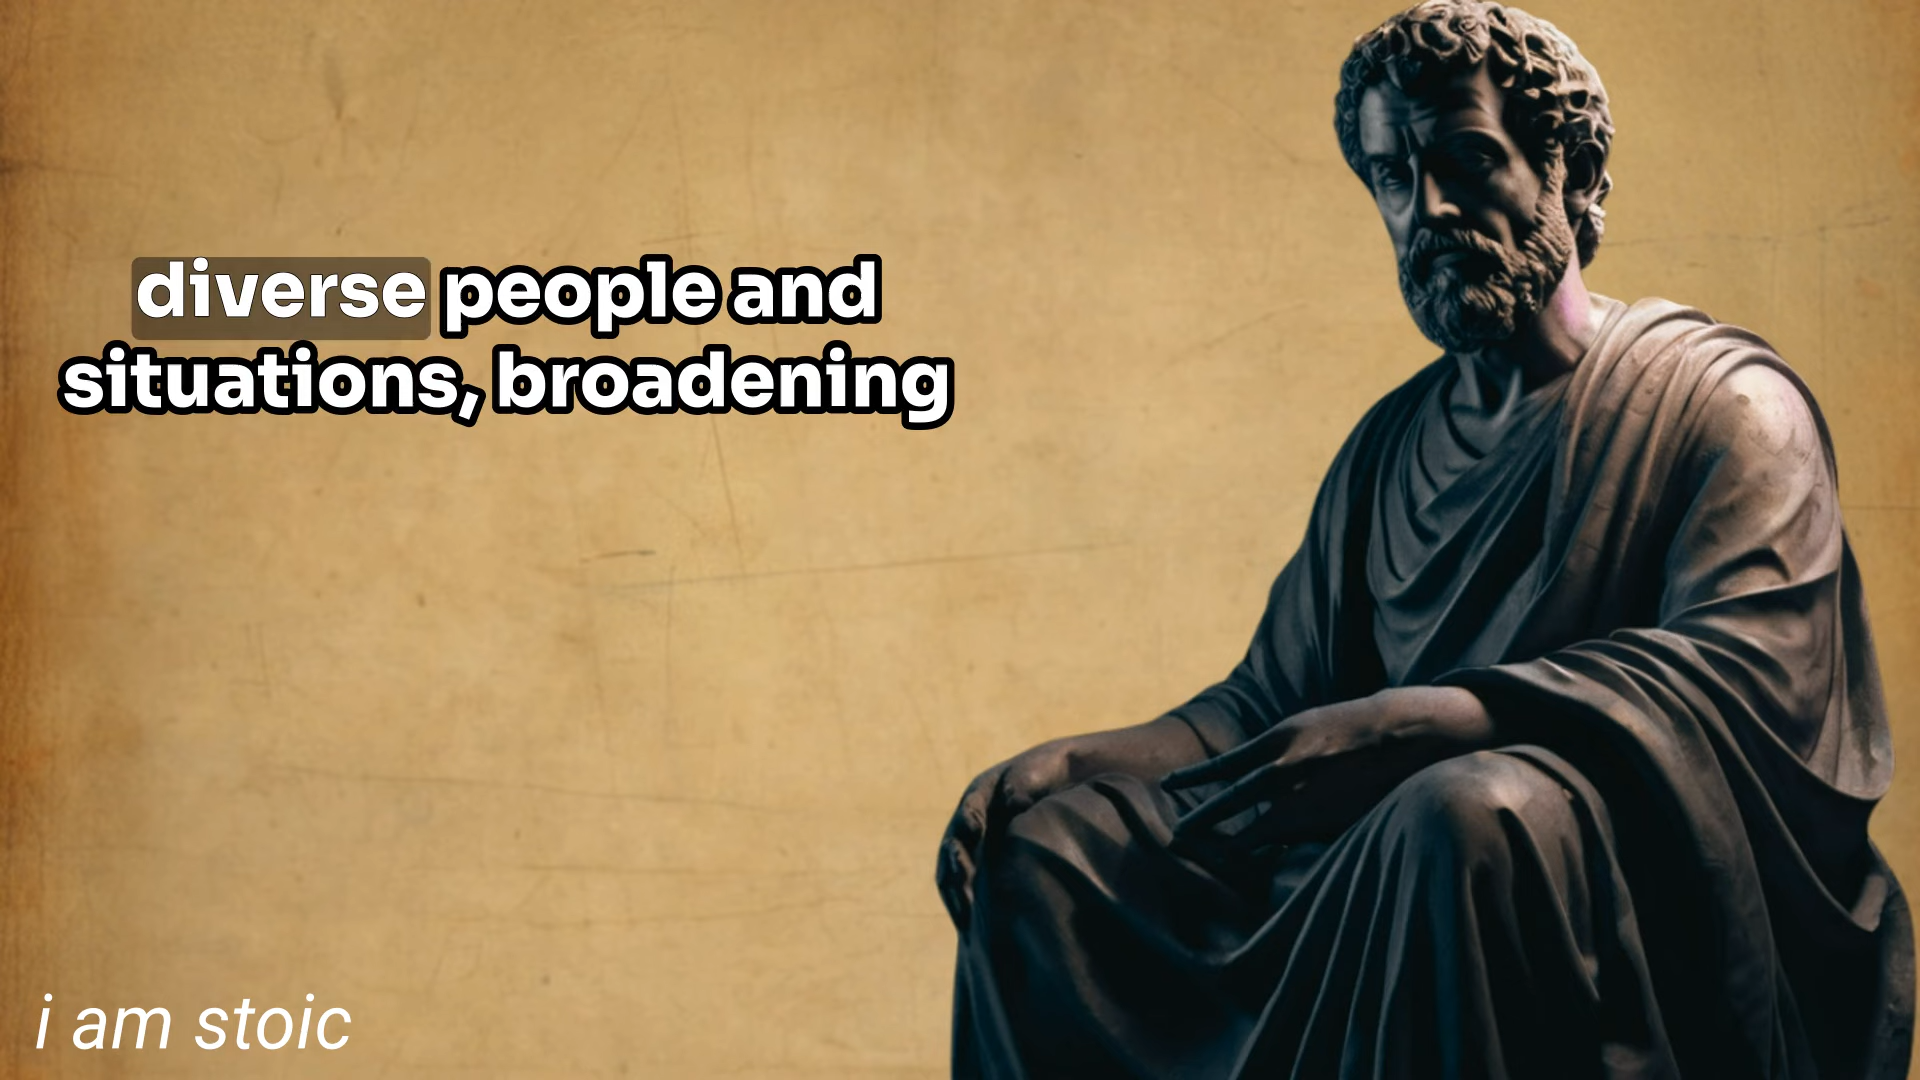 diverse people and
situations, broadening
i am stoic